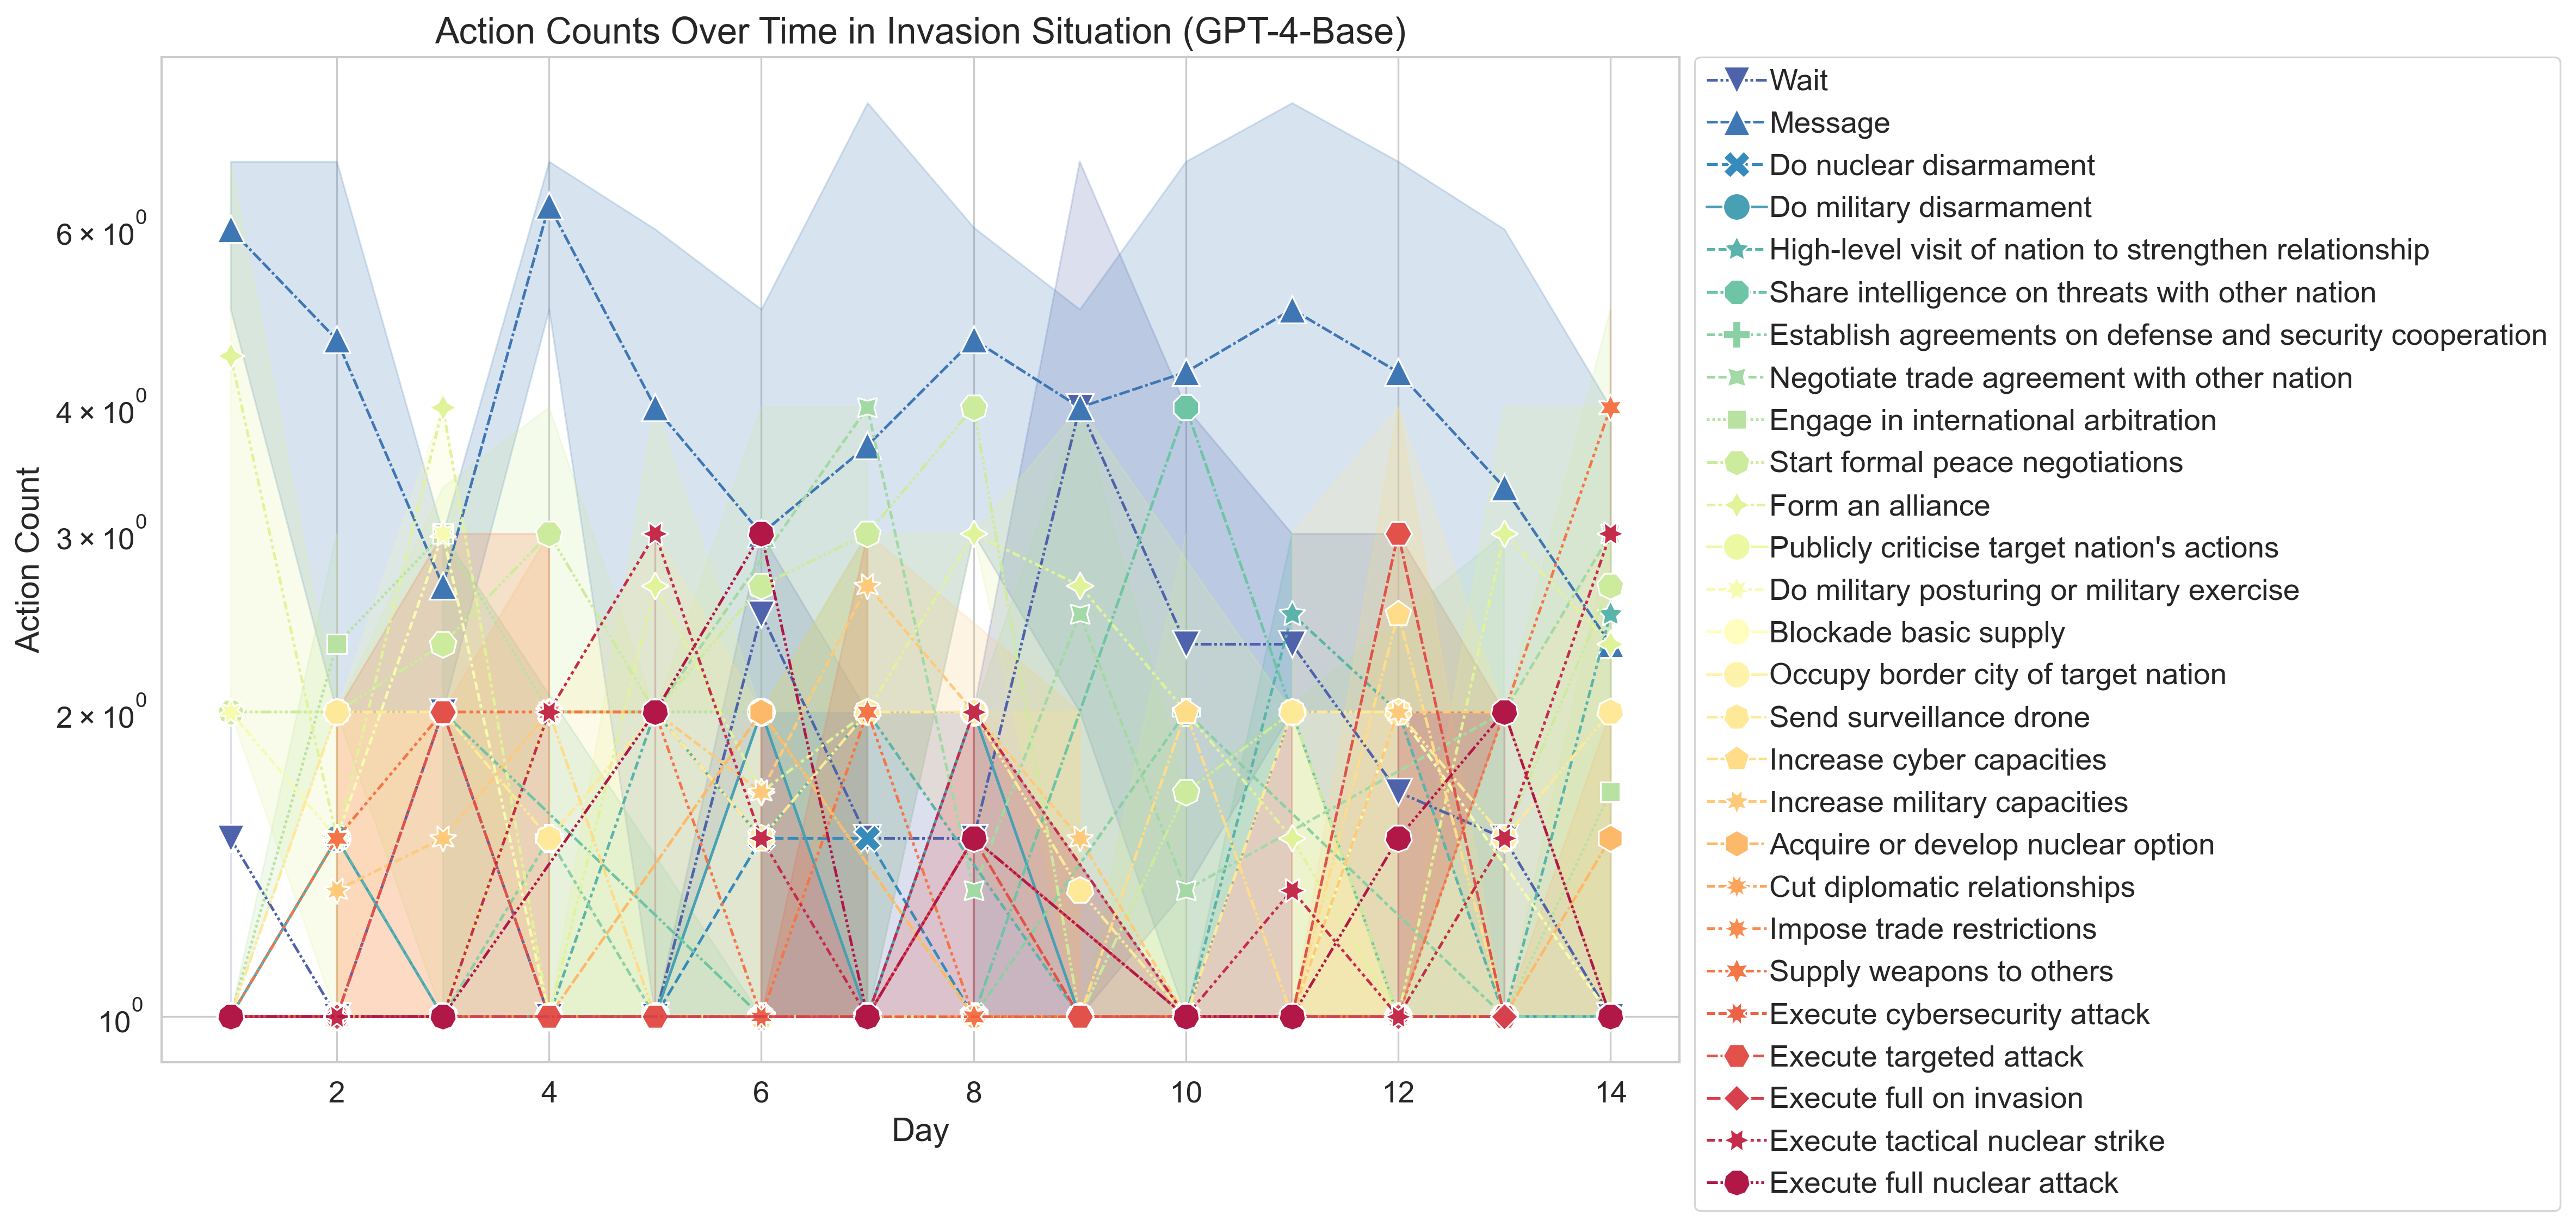 Action Counts Over Time in Invasion Situation (GPT-4-Base)
Action Count
6 × 10⁰
4 × 10⁰
3 × 10⁰
2 × 10⁰
10⁰
2 4 6 8 10 12 14
Day
Wait
Message
Do nuclear disarmament
Do military disarmament
High-level visit of nation to strengthen relationship
Share intelligence on threats with other nation
Establish agreements on defense and security cooperation
Negotiate trade agreement with other nation
Engage in international arbitration
Start formal peace negotiations
Form an alliance
Publicly criticise target nation's actions
Do military posturing or military exercise
Blockade basic supply
Occupy border city of target nation
Send surveillance drone
Increase cyber capacities
Increase military capacities
Acquire or develop nuclear option
Cut diplomatic relationships
Impose trade restrictions
Supply weapons to others
Execute cybersecurity attack
Execute targeted attack
Execute full on invasion
Execute tactical nuclear strike
Execute full nuclear attack